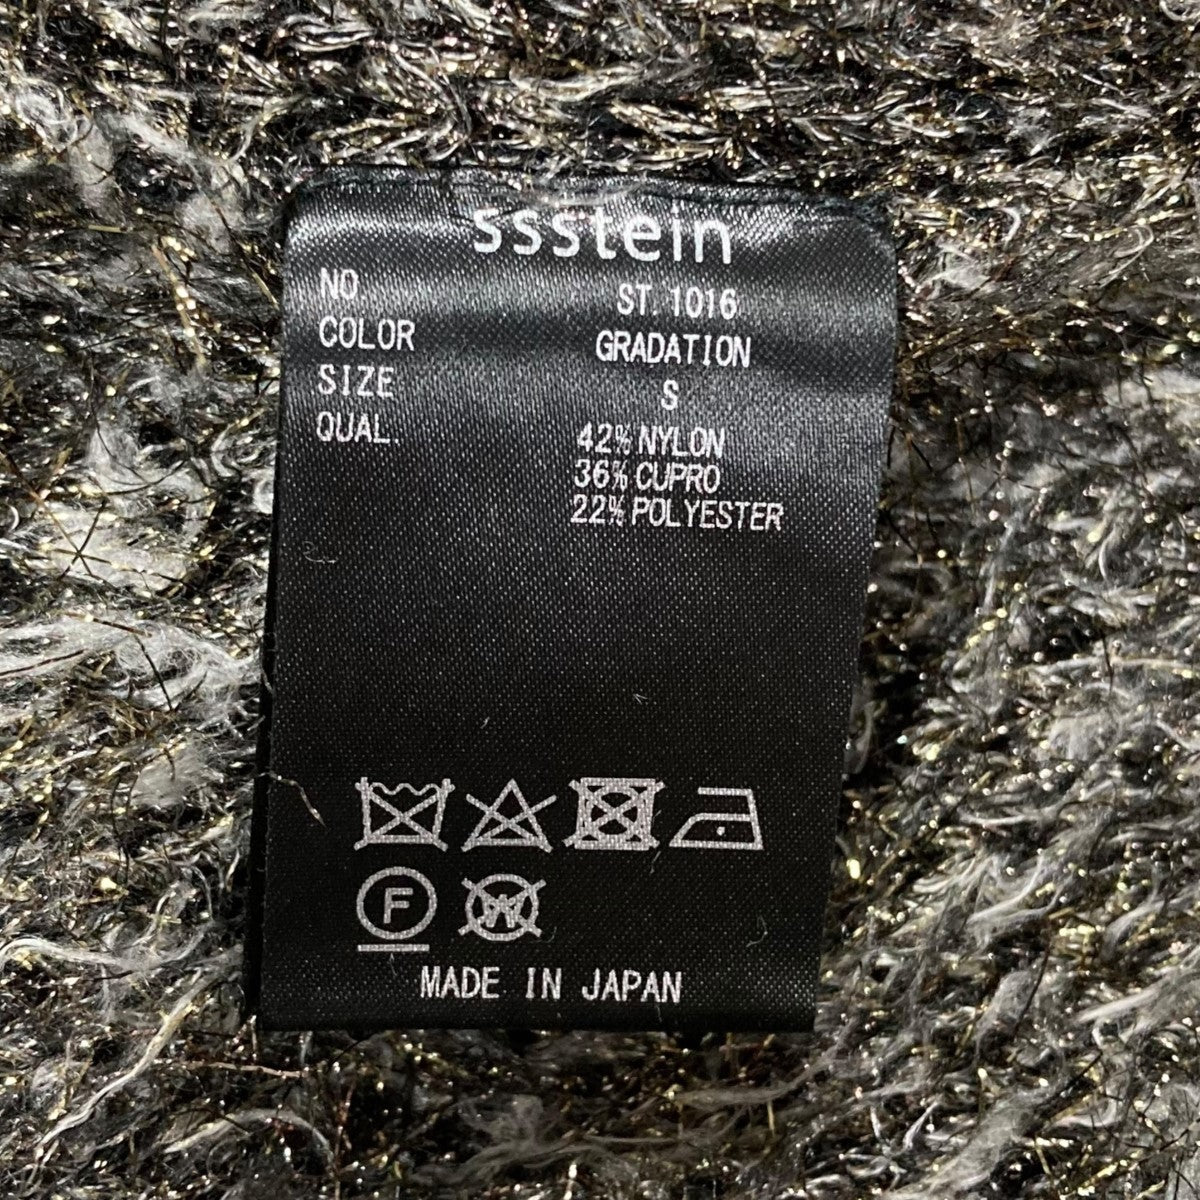 ssstein
NO. ST.1016
COLOR GRADATION
SIZE S
QUAL. 42% NYLON
36% CUPRO
22% POLYESTER
F W
MADE IN JAPAN